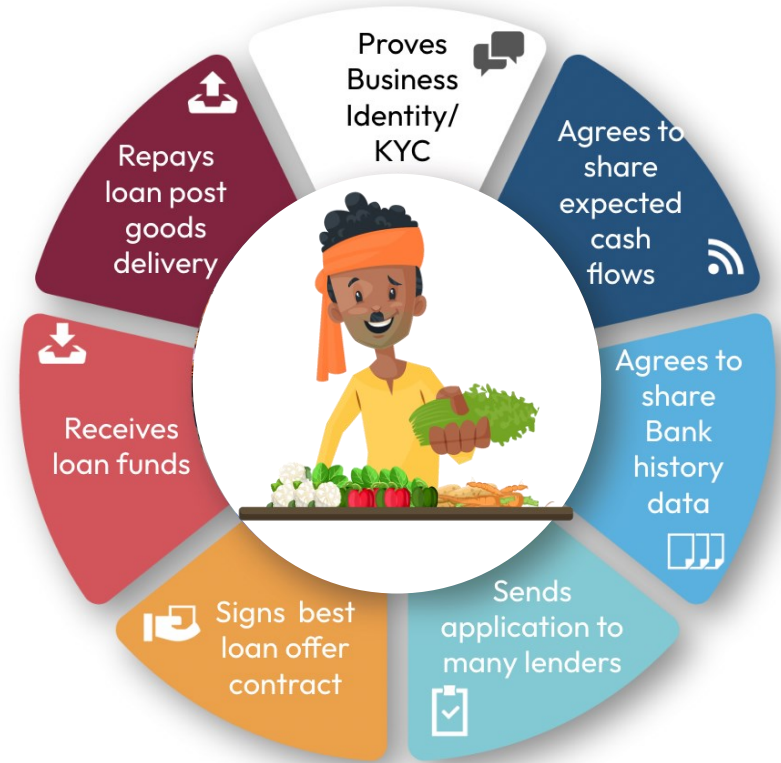 Proves
Business
Identity/
KYC
Agrees to
share
expected
cash
flows
Agrees to
share
Bank
history
data
Sends
application to
many lenders
Signs best
loan offer
contract
Receives
loan funds
Repays
loan post
goods
delivery